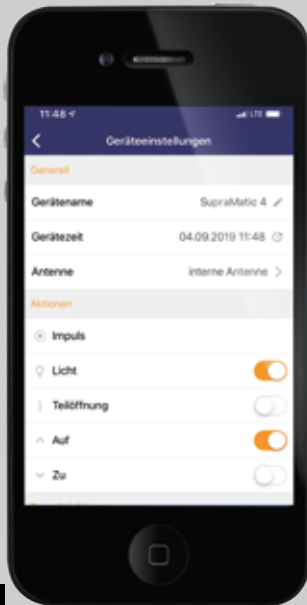 11:48
LTE
Geräteeinstellungen
Generell
Gerätename SupraMatic 4
Gerätezeit 04.09.2019 11:48
Antenne interne Antenne
Aktionen
Impuls
Licht
Teilöffnung
Auf
Zu